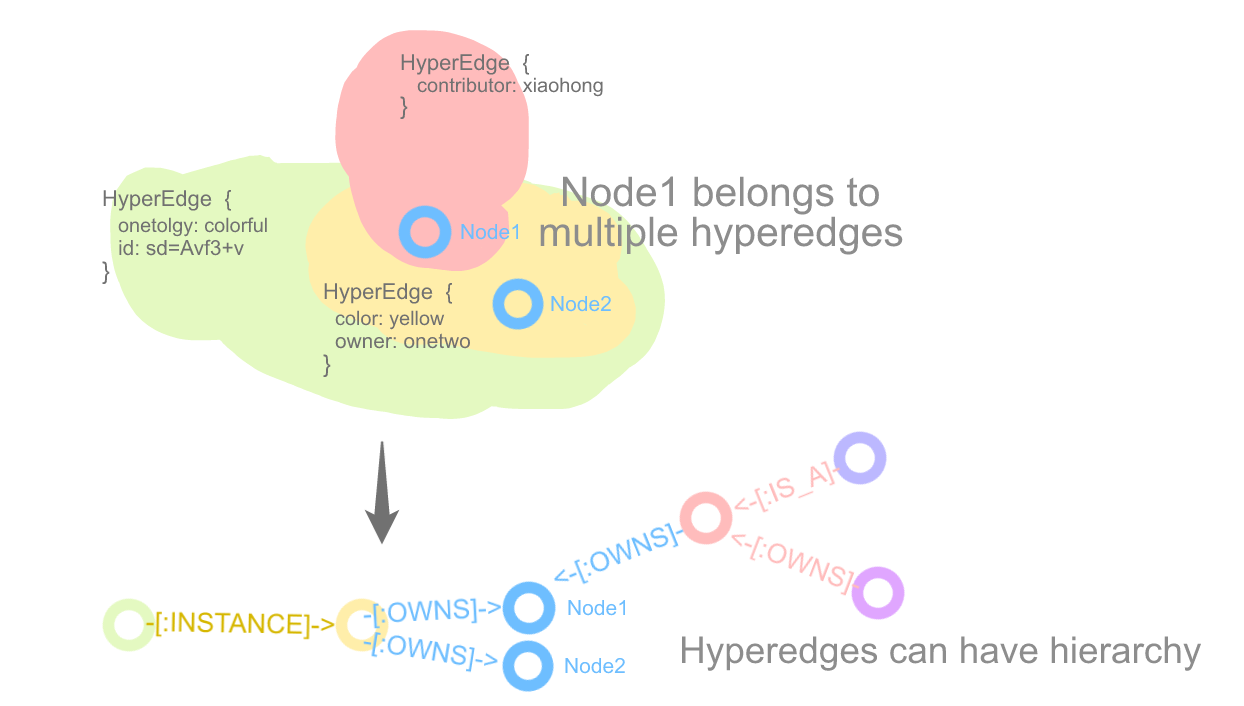 HyperEdge {
contributor: xiaohong
}
HyperEdge {
onetolgy: colorful
id: sd=Avf3+v
}
Node1 belongs to
multiple hyperedges
Node1
HyperEdge {
color: yellow
owner: onetwo
}
Node2
<-[:IS_A]-
<-[:OWNS]-
<-[:OWNS]-
-[:INSTANCE]->
-[:OWNS]->
Node1
-[:OWNS]->
Node2
Hyperedges can have hierarchy